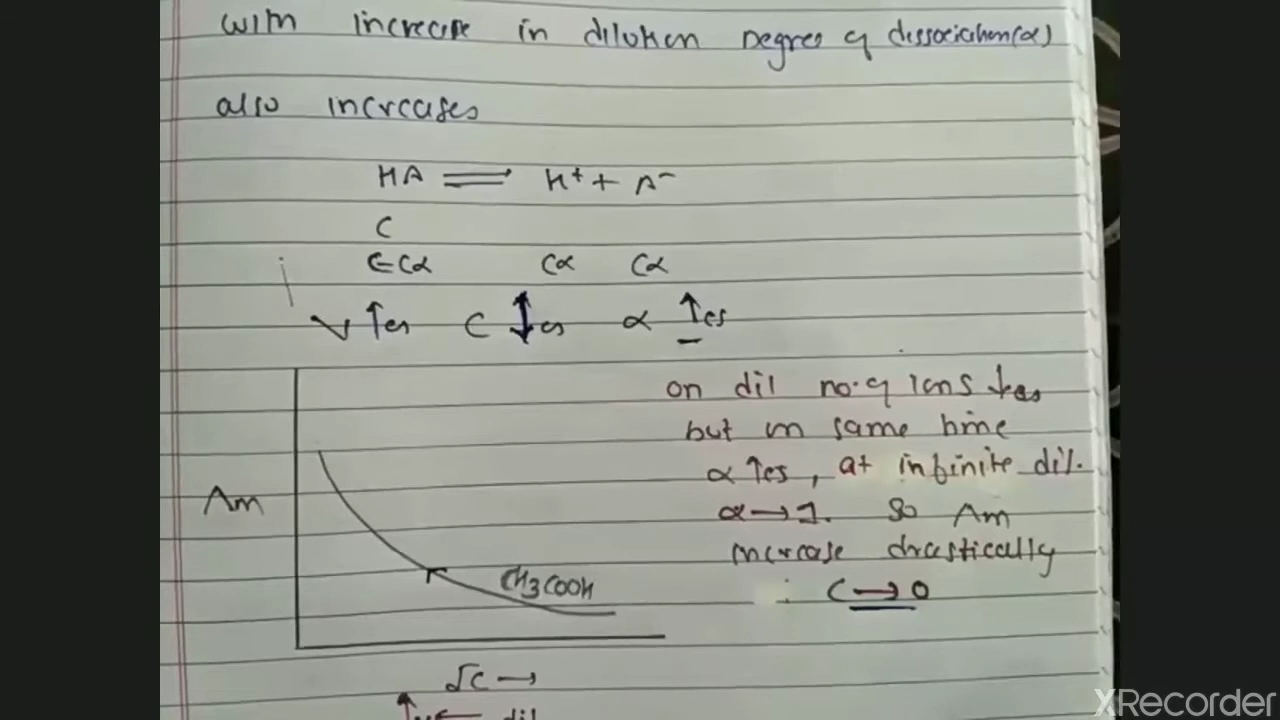 with increase in dilution Degree of dissociation(α)
also increases
HA ⇌ H⁺ + A⁻
C
C-Cα Cα Cα
V ↑es C ↓es α ↑es
on dil no. of ions ↓es
but in same time
α ↑es, at infinite dil.
α → 1. So Λm
increase drastically
C → 0
Λm
CH3COOH
√C →
← dil
XRecorder